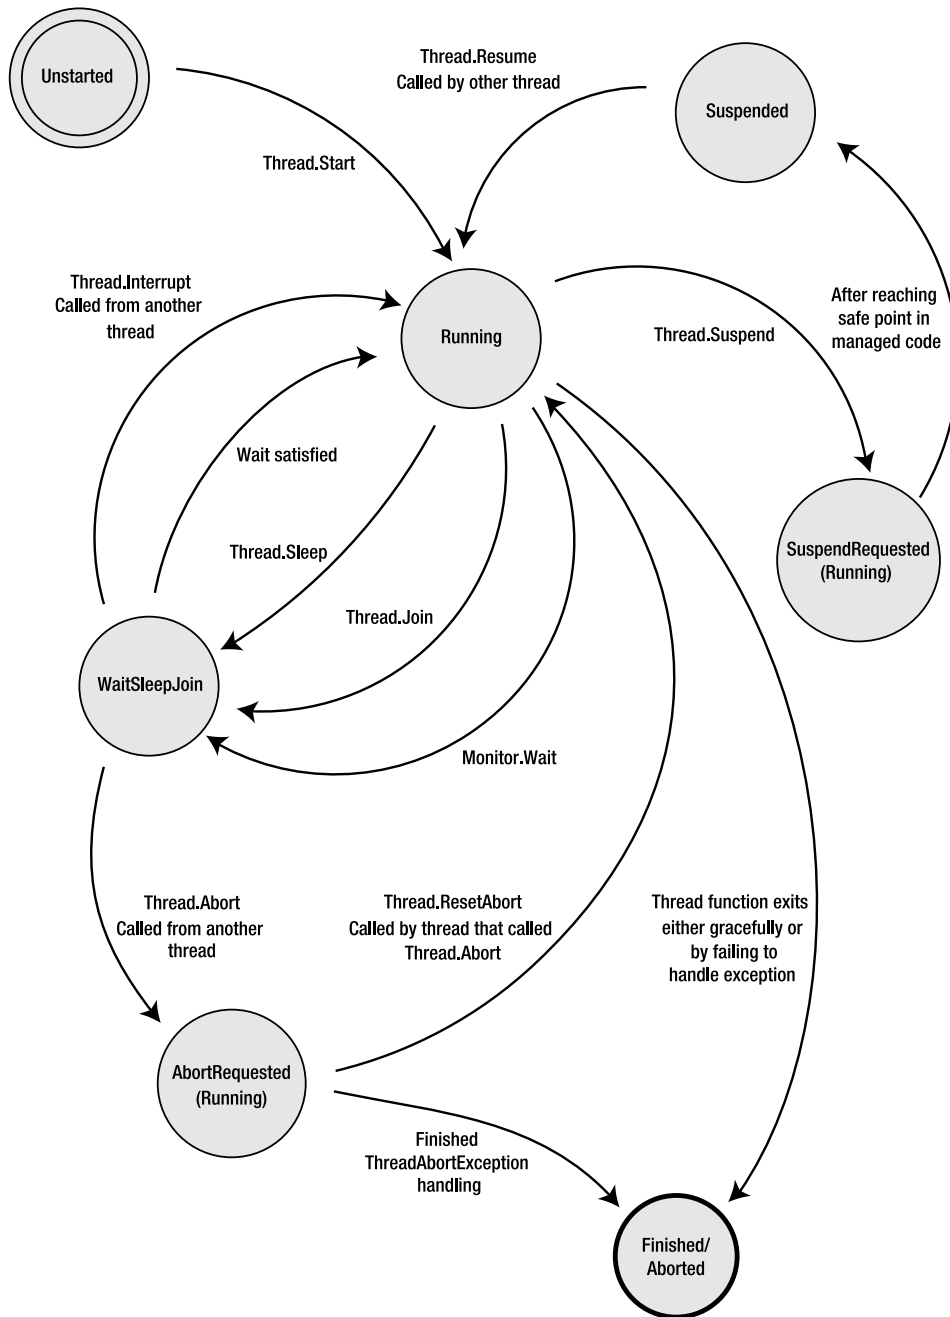 Unstarted
Thread.Resume
Called by other thread
Suspended
Thread.Start
Thread.Interrupt
Called from another
thread
Running
After reaching
safe point in
managed code
Thread.Suspend
Wait satisfied
Thread.Sleep
SuspendRequested
(Running)
Thread.Join
WaitSleepJoin
Monitor.Wait
Thread.Abort
Called from another
thread
Thread.ResetAbort
Called by thread that called
Thread.Abort
Thread function exits
either gracefully or
by failing to
handle exception
AbortRequested
(Running)
Finished
ThreadAbortException
handling
Finished/
Aborted